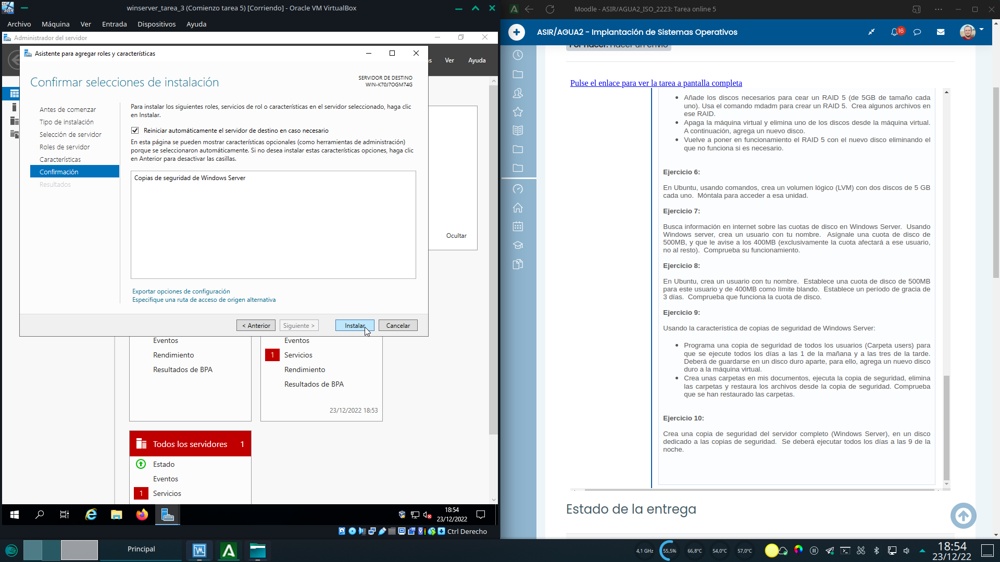 winserver_tarea_3 (Comienzo tarea 5) [Corriendo] - Oracle VM VirtualBox
Archivo Máquina Ver Entrada Dispositivos Ayuda
Administrador del servidor
Ver Ayuda
Asistente para agregar roles y características
Confirmar selecciones de instalación
SERVIDOR DE DESTINO
WIN-K70J7OGM74G
Antes de comenzar
Tipo de instalación
Selección de servidor
Roles de servidor
Características
Confirmación
Resultados
Para instalar los siguientes roles, servicios de rol o características en el servidor seleccionado, haga clic
en Instalar.
Reiniciar automáticamente el servidor de destino en caso necesario
En esta página se pueden mostrar características opcionales (como herramientas de administración)
porque se seleccionaron automáticamente. Si no desea instalar estas características opciones, haga clic
en Anterior para desactivar las casillas.
Copias de seguridad de Windows Server
Exportar opciones de configuración
Especifique una ruta de acceso de origen alternativa
< Anterior Siguiente > Instalar Cancelar
Ocultar
Eventos
Rendimiento
Resultados de BPA
Eventos
1 Servicios
Rendimiento
Resultados de BPA
23/12/2022 18:53
Todos los servidores 1
Estado
Eventos
1 Servicios
18:54
23/12/2022
Ctrl Derecho
Moodle - ASIR/AGUA2_ISO_2223: Tarea online 5
ASIR/AGUA2 - Implantación de Sistemas Operativos
16
Por hacer: Hacer un envío
Pulse el enlace para ver la tarea a pantalla completa
• Añade los discos necesarios para cear un RAID 5 (de 5GB de tamaño cada
uno). Usa el comando mdadm para crear un RAID 5. Crea algunos archivos en
ese RAID.
• Apaga la máquina virtual y elimina uno de los discos desde la máquina virtual.
A continuación, agrega un nuevo disco.
• Vuelve a poner en funcionamiento el RAID 5 con el nuevo disco eliminando el
que no funciona si es necesario.
Ejercicio 6:
En Ubuntu, usando comandos, crea un volumen lógico (LVM) con dos discos de 5 GB
cada uno. Móntala para acceder a esa unidad.
Ejercicio 7:
Busca información en internet sobre las cuotas de disco en Windows Server. Usando
Windows server, crea un usuario con tu nombre. Asígnale una cuota de disco de
500MB, y que le avise a los 400MB (exclusivamente la cuota afectará a ese usuario,
no al resto). Comprueba su funcionamiento.
Ejercicio 8:
En Ubuntu, crea un usuario con tu nombre. Establece una cuota de disco de 500MB
para este usuario y de 400MB como límite blando. Establece un período de gracia de
3 días. Comprueba que funciona la cuota de disco.
Ejercicio 9:
Usando la característica de copias de seguridad de Windows Server:
• Programa una copia de seguridad de todos los usuarios (Carpeta users) para
que se ejecute todos los días a las 1 de la mañana y a las tres de la tarde.
Deberá de guardarse en un disco duro aparte, para ello, agrega un nuevo disco
duro a la máquina virtual.
• Crea unas carpetas en mis documentos, ejecuta la copia de seguridad, elimina
las carpetas y restaura los archivos desde la copia de seguridad. Comprueba
que se han restaurado las carpetas.
Ejercicio 10:
Crea una copia de seguridad del servidor completo (Windows Server), en un disco
dedicado a las copias de seguridad. Se deberá ejecutar todos los días a las 9 de la
noche.
Estado de la entrega
Principal
4,1 GHz 55,5% 66,8°C 54,0°C 57,0°C
18:54
23/12/22